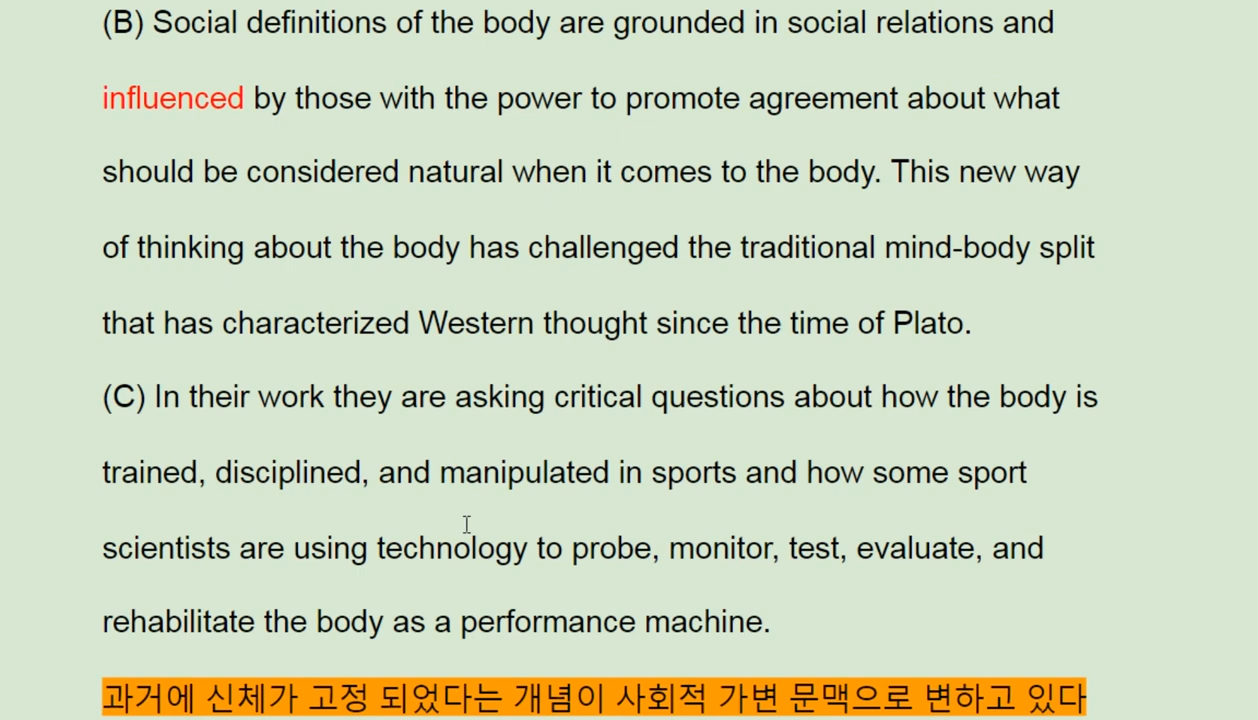 (B) Social definitions of the body are grounded in social relations and
influenced by those with the power to promote agreement about what
should be considered natural when it comes to the body. This new way
of thinking about the body has challenged the traditional mind-body split
that has characterized Western thought since the time of Plato.
(C) In their work they are asking critical questions about how the body is
trained, disciplined, and manipulated in sports and how some sport
scientists are using technology to probe, monitor, test, evaluate, and
rehabilitate the body as a performance machine.
과거에 신체가 고정 되었다는 개념이 사회적 가변 문맥으로 변하고 있다